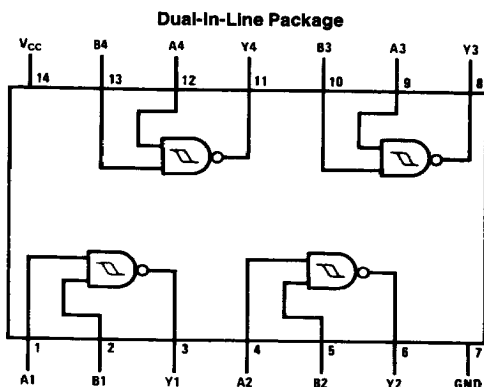 Dual-In-Line Package
VCC B4 A4 Y4 B3 A3 Y3
14 13 12 11 10 9 8
1 2 3 4 5 6 7
A1 B1 Y1 A2 B2 Y2 GND